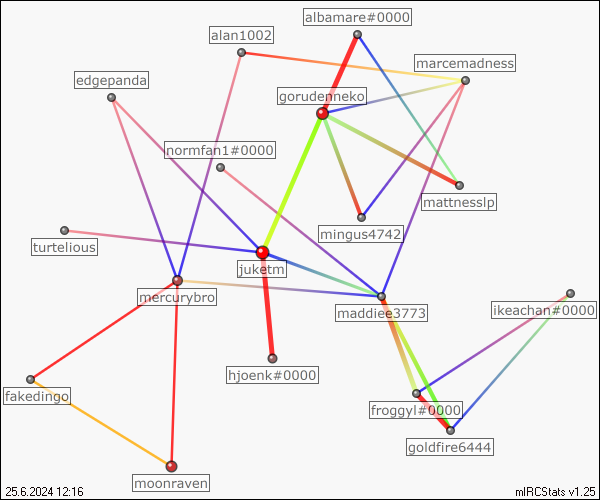 albamare#0000
alan1002
marcemadness
edgepanda
gorudenneko
normfan1#0000
mattnesslp
mingus4742
turtelious
juketm
mercurybro
maddiee3773
ikeachan#0000
hjoenk#0000
fakedingo
froggyl#0000
goldfire6444
moonraven
25.6.2024 12:16
mIRCStats v1.25